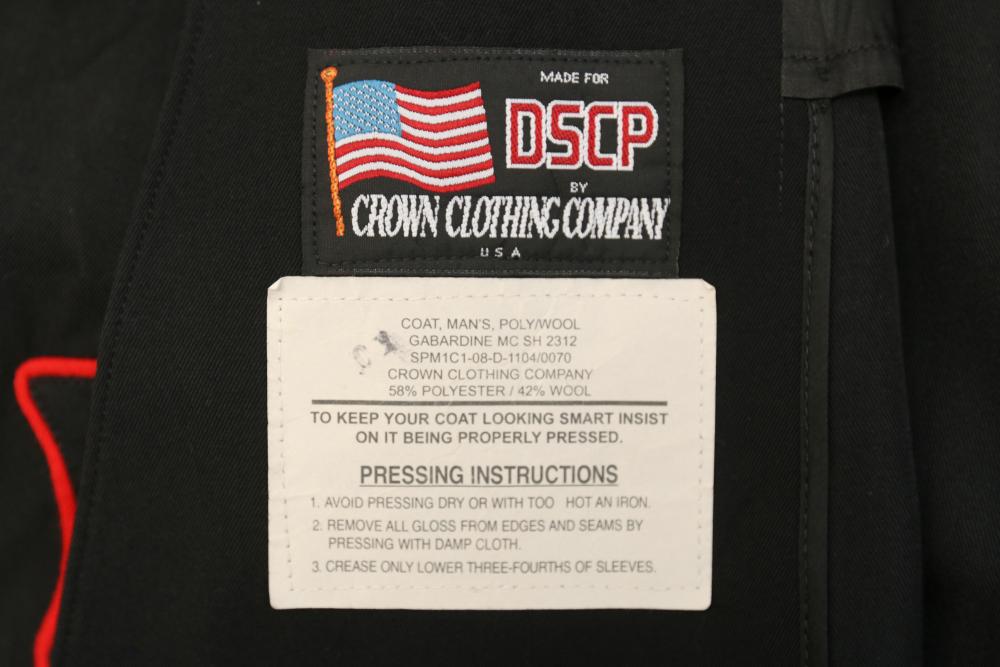 MADE FOR
DSCP
BY
CROWN CLOTHING COMPANY
USA
COAT, MAN'S, POLY/WOOL
GABARDINE MC SH 2312
SPM1C1-08-D-1104/0070
CROWN CLOTHING COMPANY
58% POLYESTER / 42% WOOL
TO KEEP YOUR COAT LOOKING SMART INSIST
ON IT BEING PROPERLY PRESSED.
PRESSING INSTRUCTIONS
1. AVOID PRESSING DRY OR WITH TOO HOT AN IRON.
2. REMOVE ALL GLOSS FROM EDGES AND SEAMS BY
PRESSING WITH DAMP CLOTH.
3. CREASE ONLY LOWER THREE-FOURTHS OF SLEEVES.